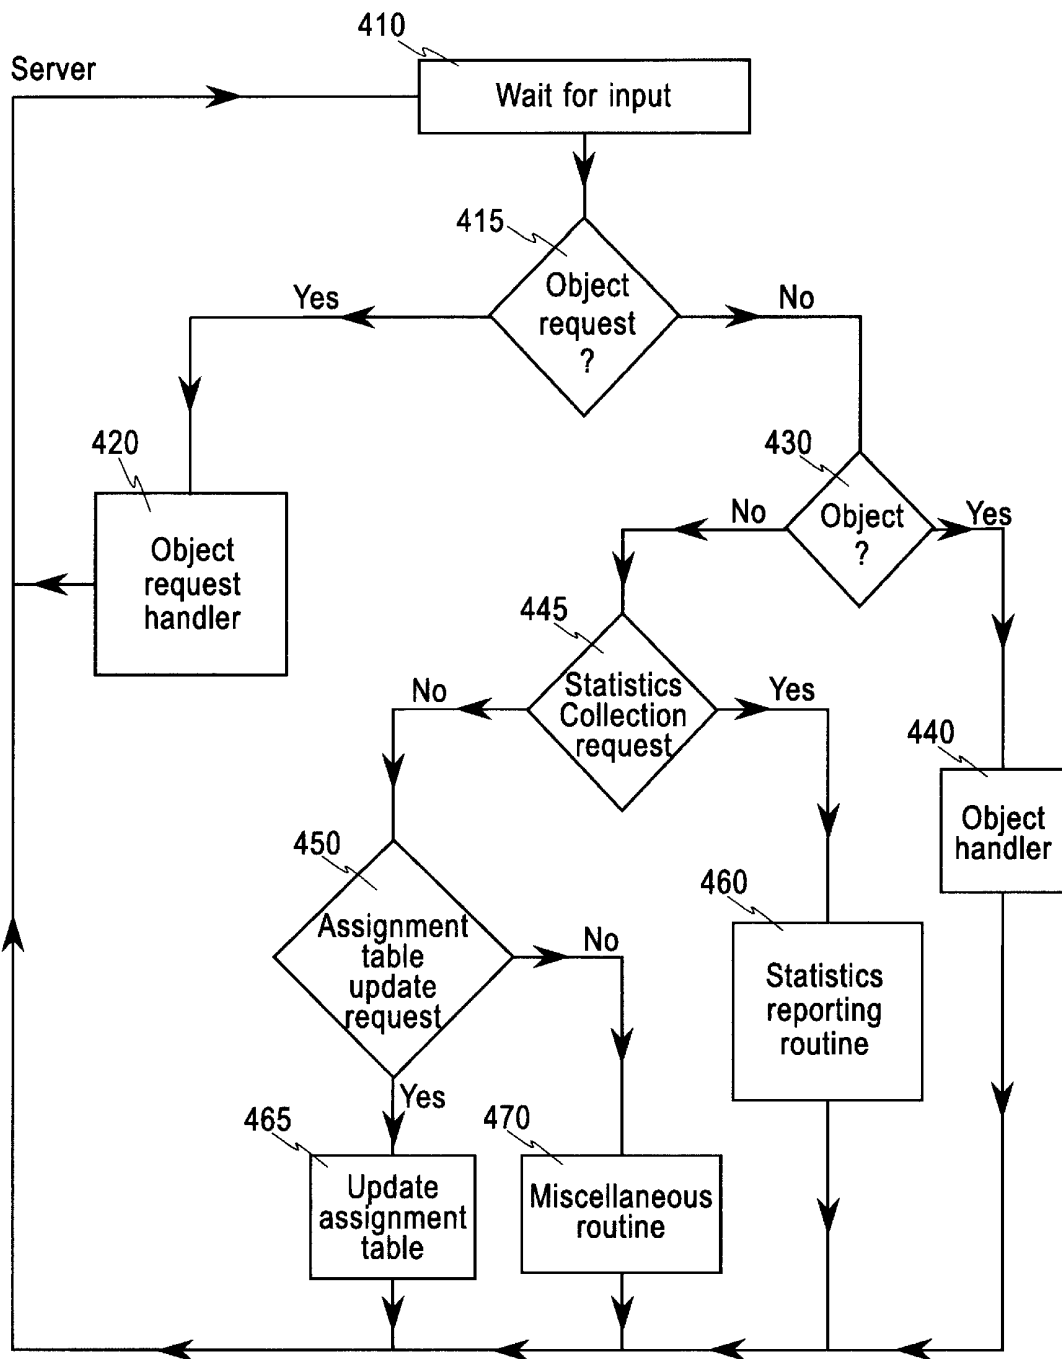 410
Server
Wait for input
415
Object
request
?
Yes
No
420
Object
request
handler
430
Object
?
No
Yes
445
Statistics
Collection
request
No
Yes
440
Object
handler
450
Assignment
table
update
request
No
Yes
460
Statistics
reporting
routine
465
Update
assignment
table
470
Miscellaneous
routine